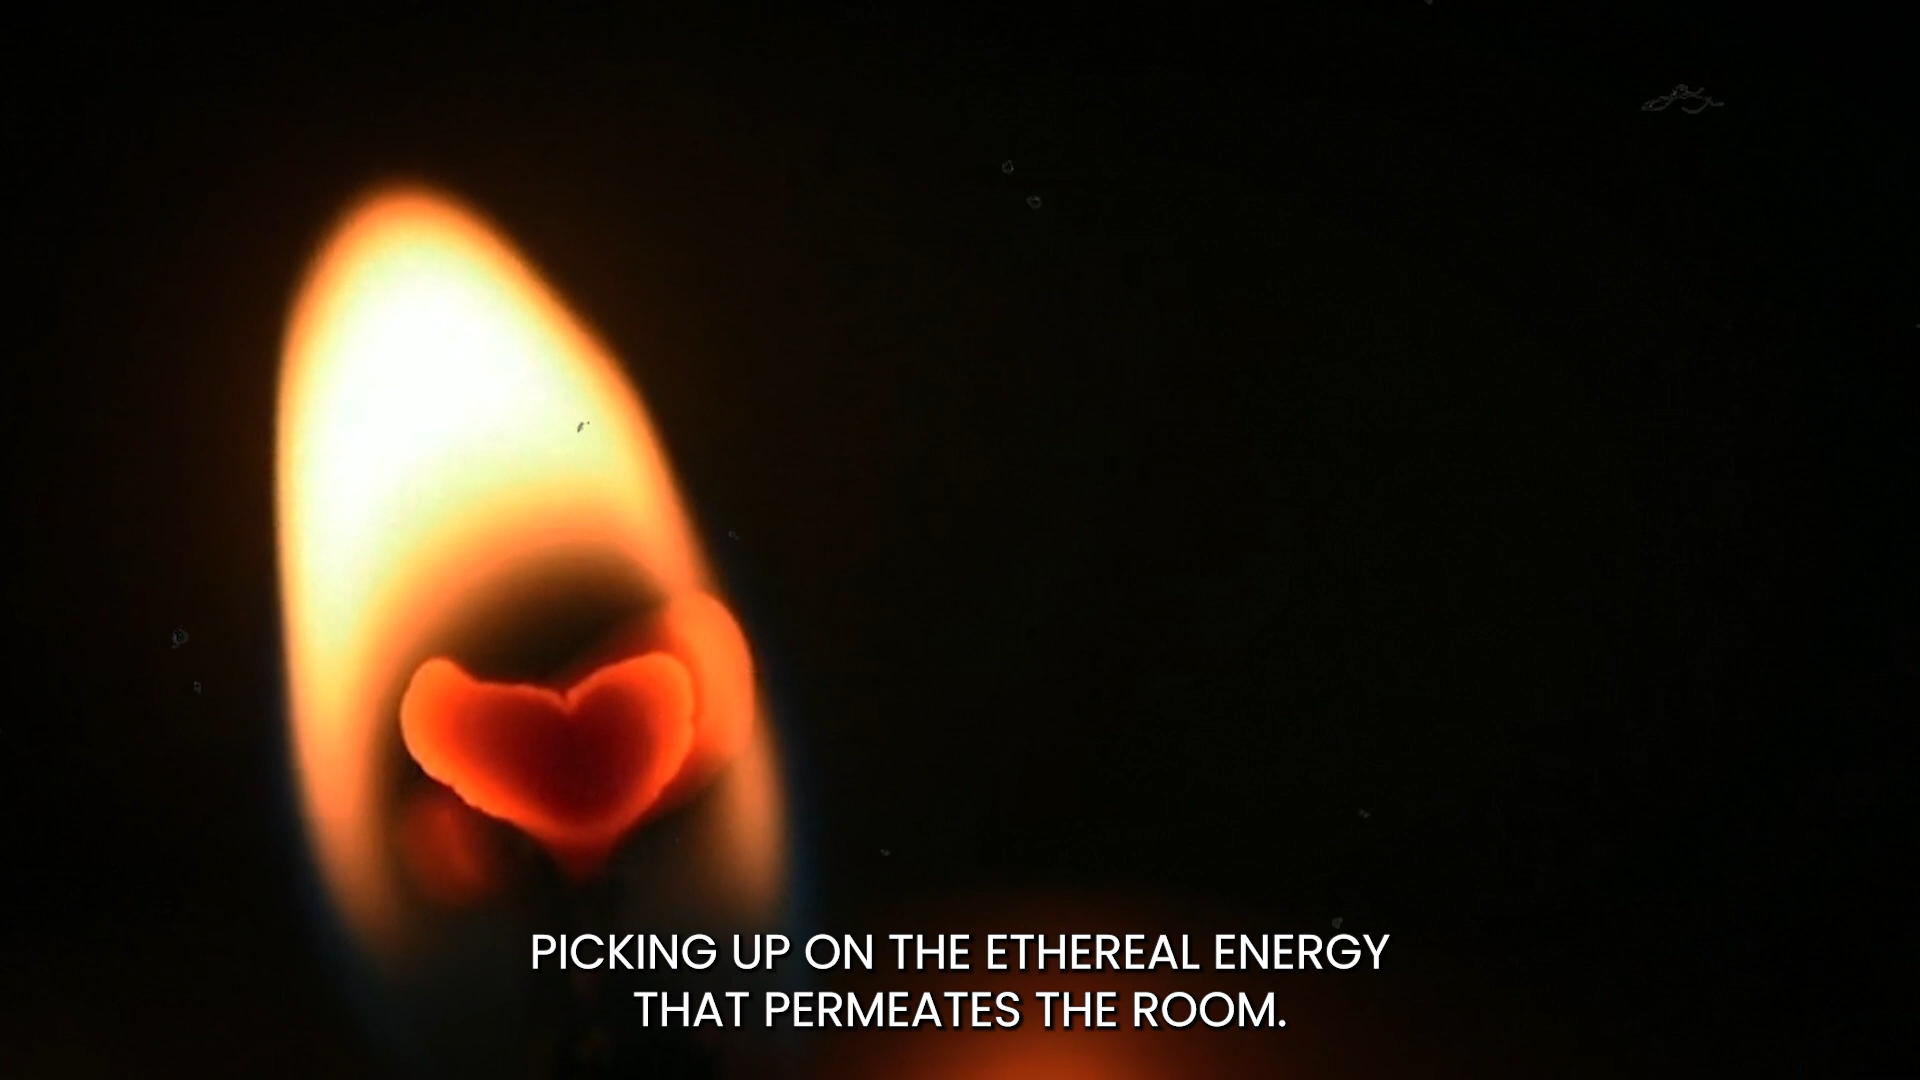 PICKING UP ON THE ETHEREAL ENERGY
THAT PERMEATES THE ROOM.